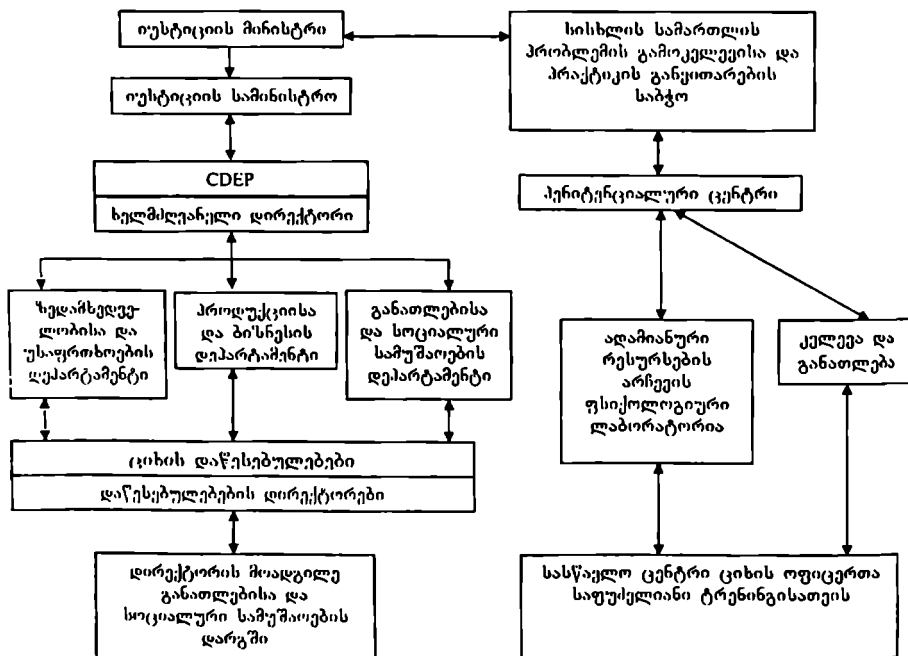 იუსტიციის მინისტრი
სისხლის სამართლის
პრობლემის გამოკვლევისა და
პრაქტიკის განვითარების
საბჭო
იუსტიციის სამინისტრო
CDEP
ხელმძღვანელი დირექტორი
პენიტენციალური ცენტრი
ზედამხედვე-
ლობისა და
უსაფრთხოების
დეპარტამენტი
პროდუქციისა
და ბიზნესის
დეპარტამენტი
განათლებისა
და სოციალური
სამუშაოების
დეპარტამენტი
ადამიანური
რესურსების
არჩევის
ფსიქოლოგიური
ლაბორატორია
კვლევა და
განათლება
ციხის დაწესებულებები
დაწესებულებების დირექტორები
დირექტორის მოადგილე
განათლებისა და
სოციალური სამუშაოების
დარგში
სასწავლო ცენტრი ციხის ოფიცერთა
საფუძვლიანი ტრენინგისათვის